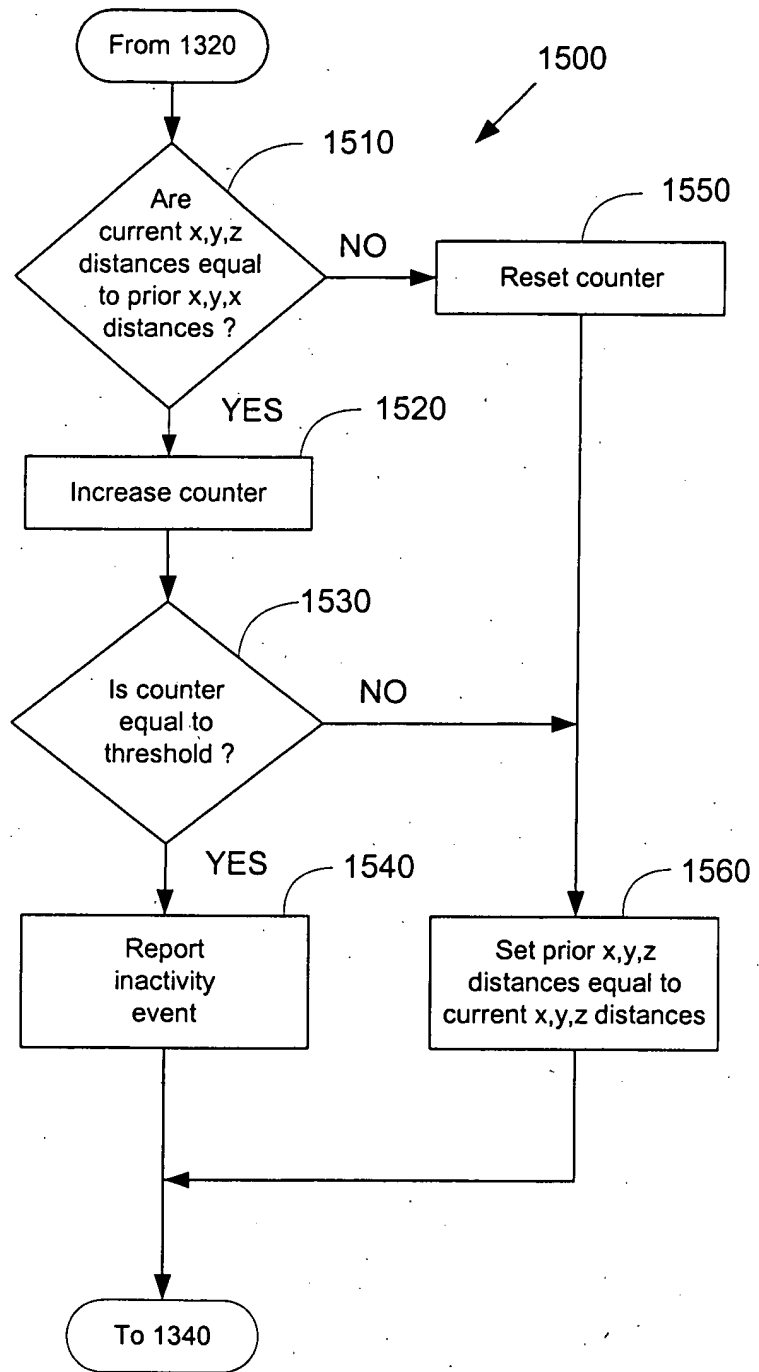 From 1320
1500
1510
Are
current x,y,z
distances equal
to prior x,y,x
distances ?
NO
1550
Reset counter
YES
1520
Increase counter
1530
Is counter
equal to
threshold ?
NO
YES
1540
Report
inactivity
event
1560
Set prior x,y,z
distances equal to
current x,y,z distances
To 1340